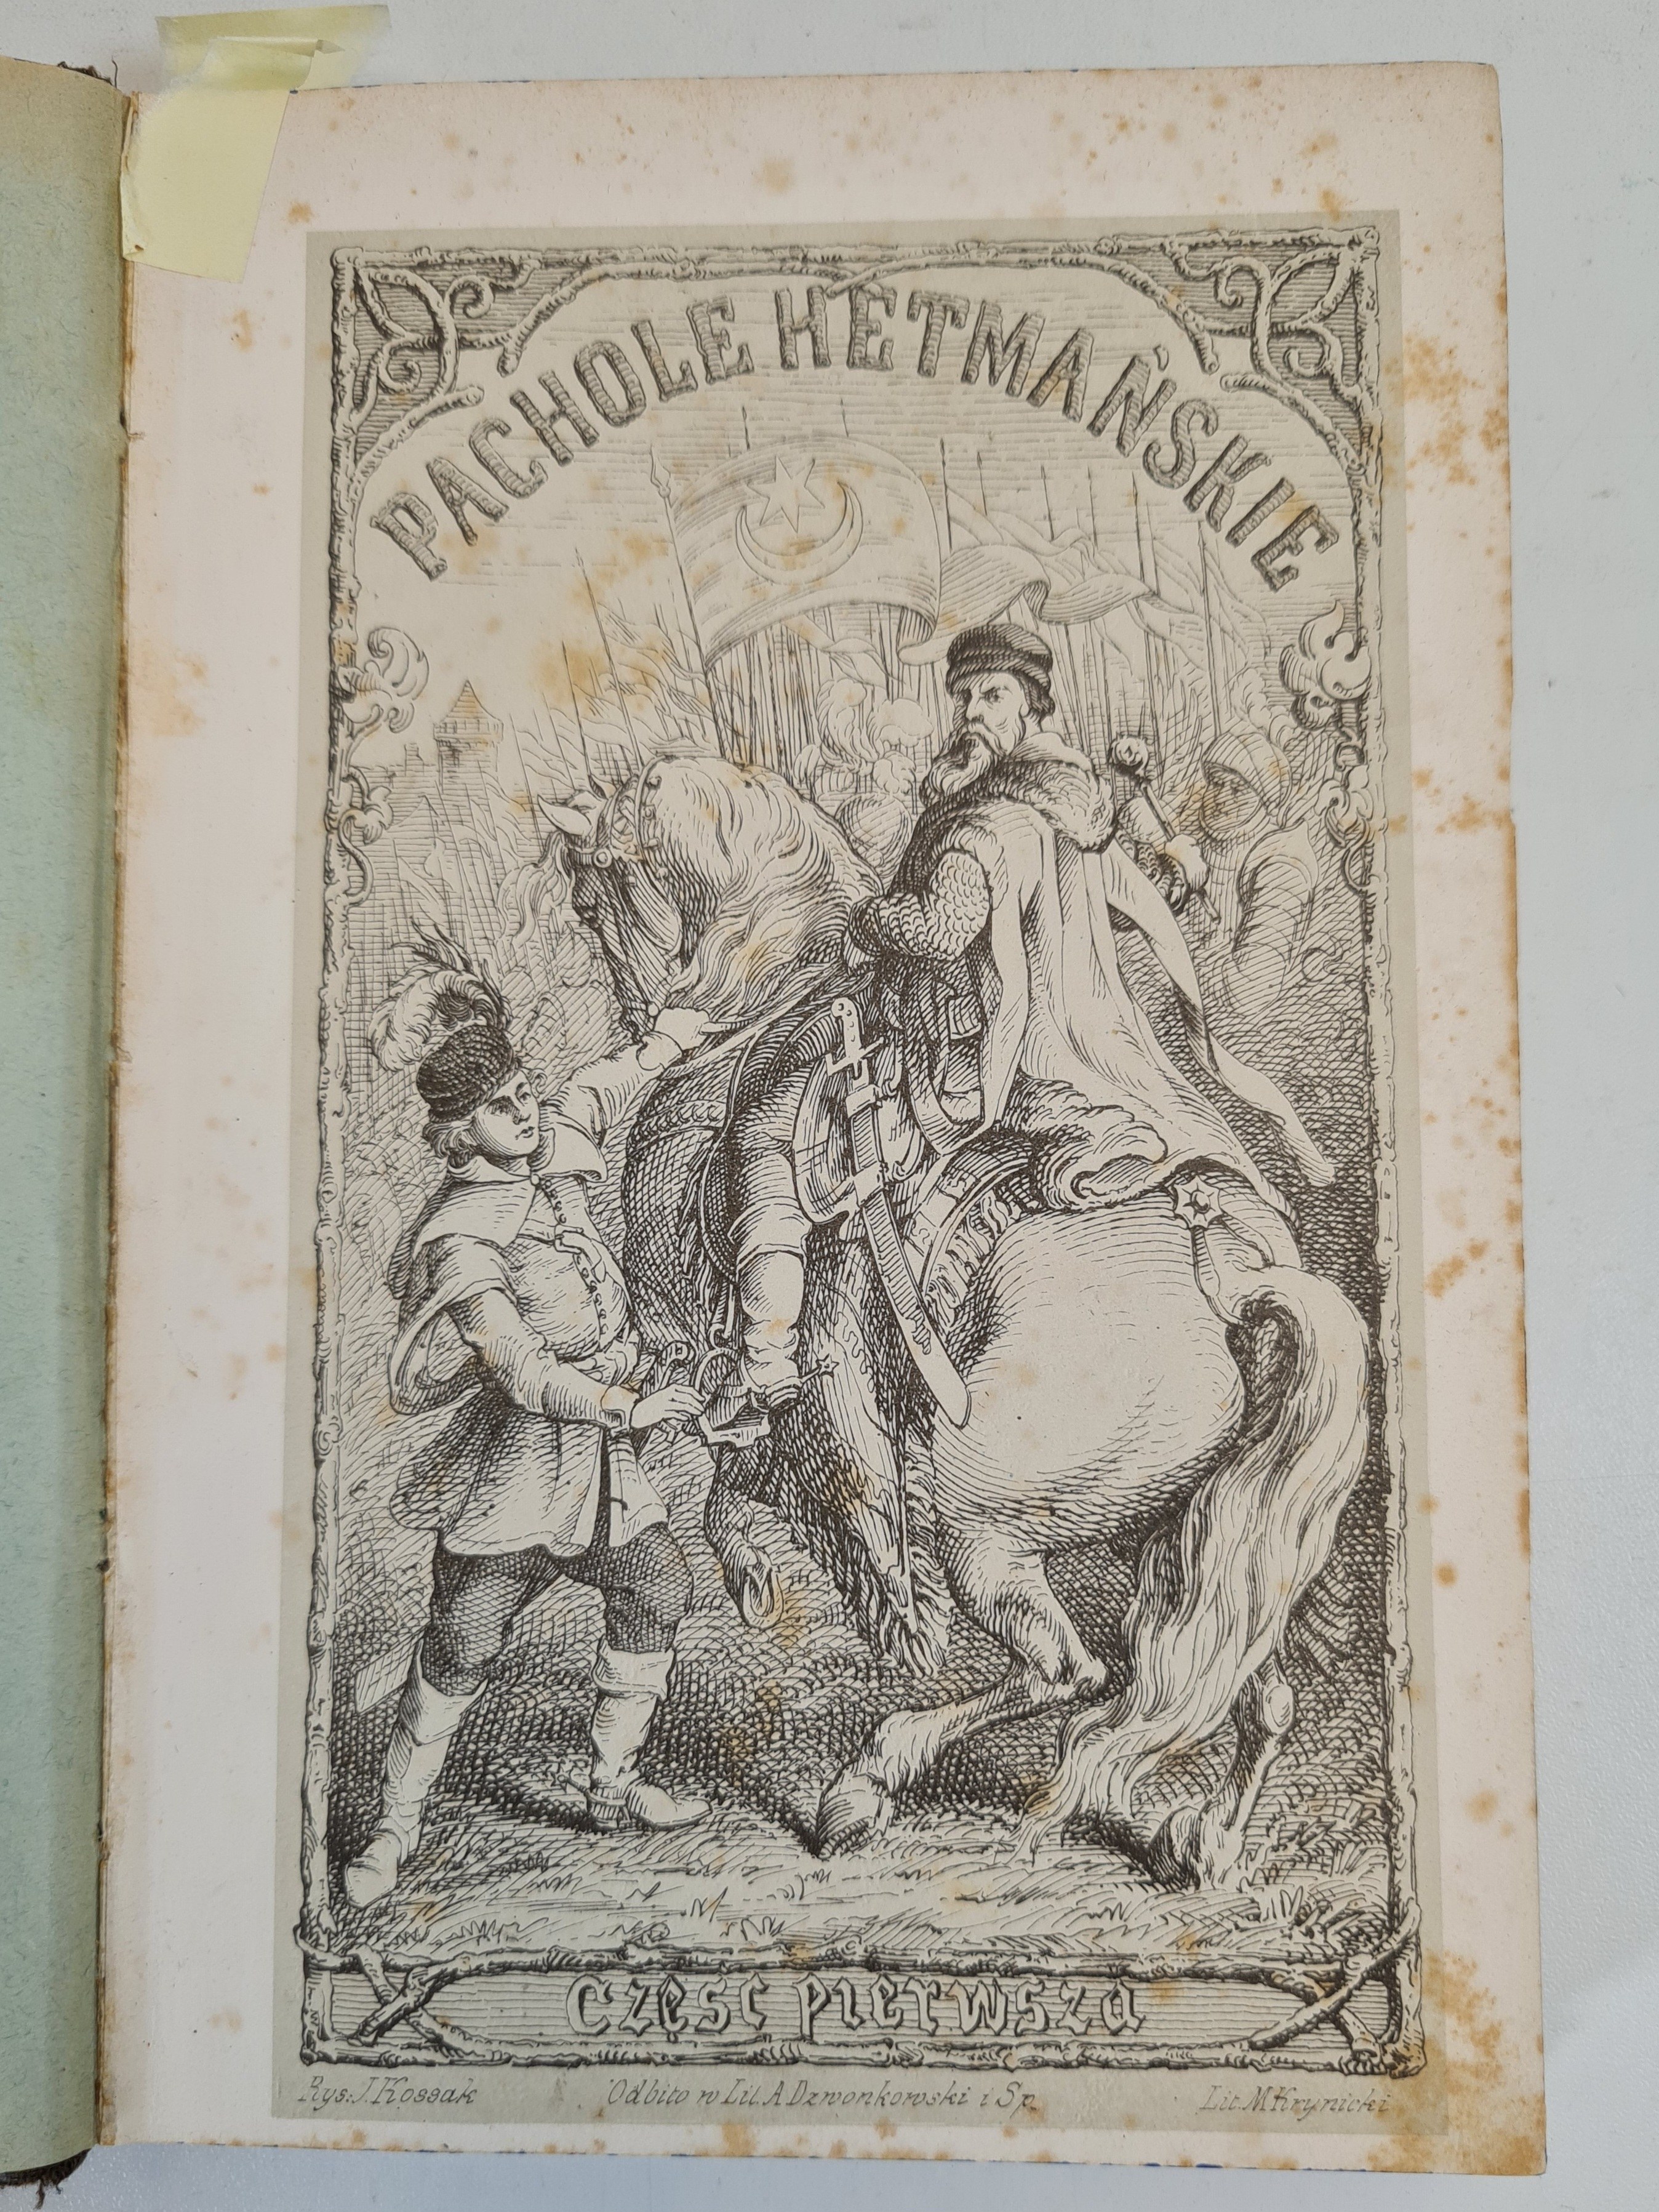 PACHOLE HETMAŃSKIE
Część pierwsza
Rys. J. Kossak
Odbito w Lit. A Dzwonkowski i Sp.
Lit. M Krynicki